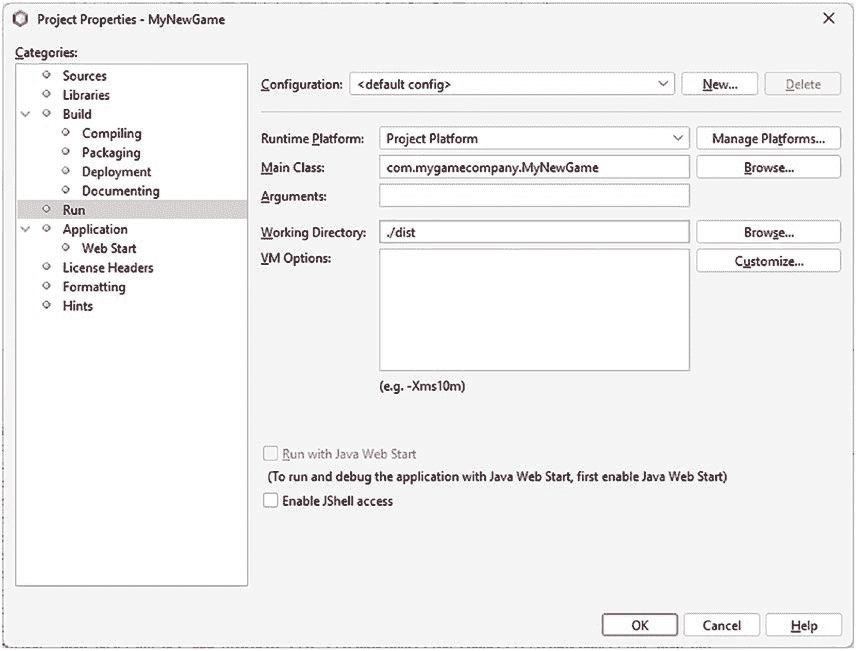 Project Properties - MyNewGame
Categories:
Sources
Libraries
Build
Compiling
Packaging
Deployment
Documenting
Run
Application
Web Start
License Headers
Formatting
Hints
Configuration: <default config> New... Delete
Runtime Platform: Project Platform Manage Platforms...
Main Class: com.mygamecompany.MyNewGame Browse...
Arguments:
Working Directory: ./dist Browse...
VM Options: Customize...
(e.g. -Xms10m)
Run with Java Web Start
(To run and debug the application with Java Web Start, first enable Java Web Start)
Enable JShell access
OK Cancel Help